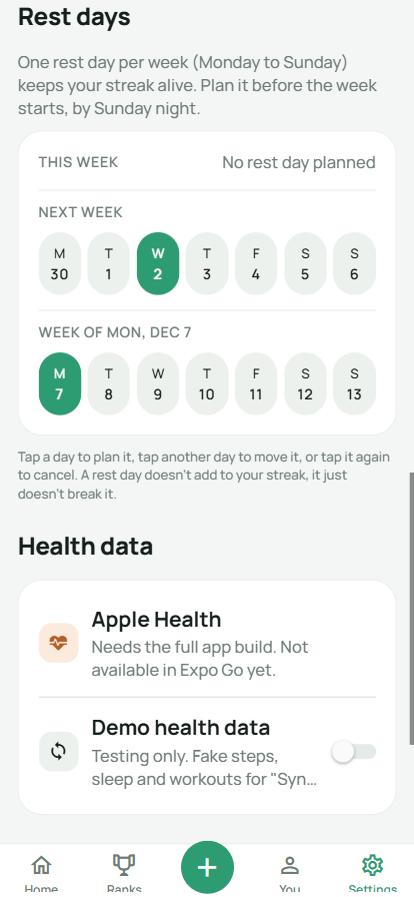 Rest days
One rest day per week (Monday to Sunday)
keeps your streak alive. Plan it before the week
starts, by Sunday night.
THIS WEEK No rest day planned
NEXT WEEK
M T W T F S S
30 1 2 3 4 5 6
WEEK OF MON, DEC 7
M T W T F S S
7 8 9 10 11 12 13
Tap a day to plan it, tap another day to move it, or tap it again
to cancel. A rest day doesn't add to your streak, it just
doesn't break it.
Health data
Apple Health
Needs the full app build. Not
available in Expo Go yet.
Demo health data
Testing only. Fake steps,
sleep and workouts for "Syn...
Home Ranks You Settings